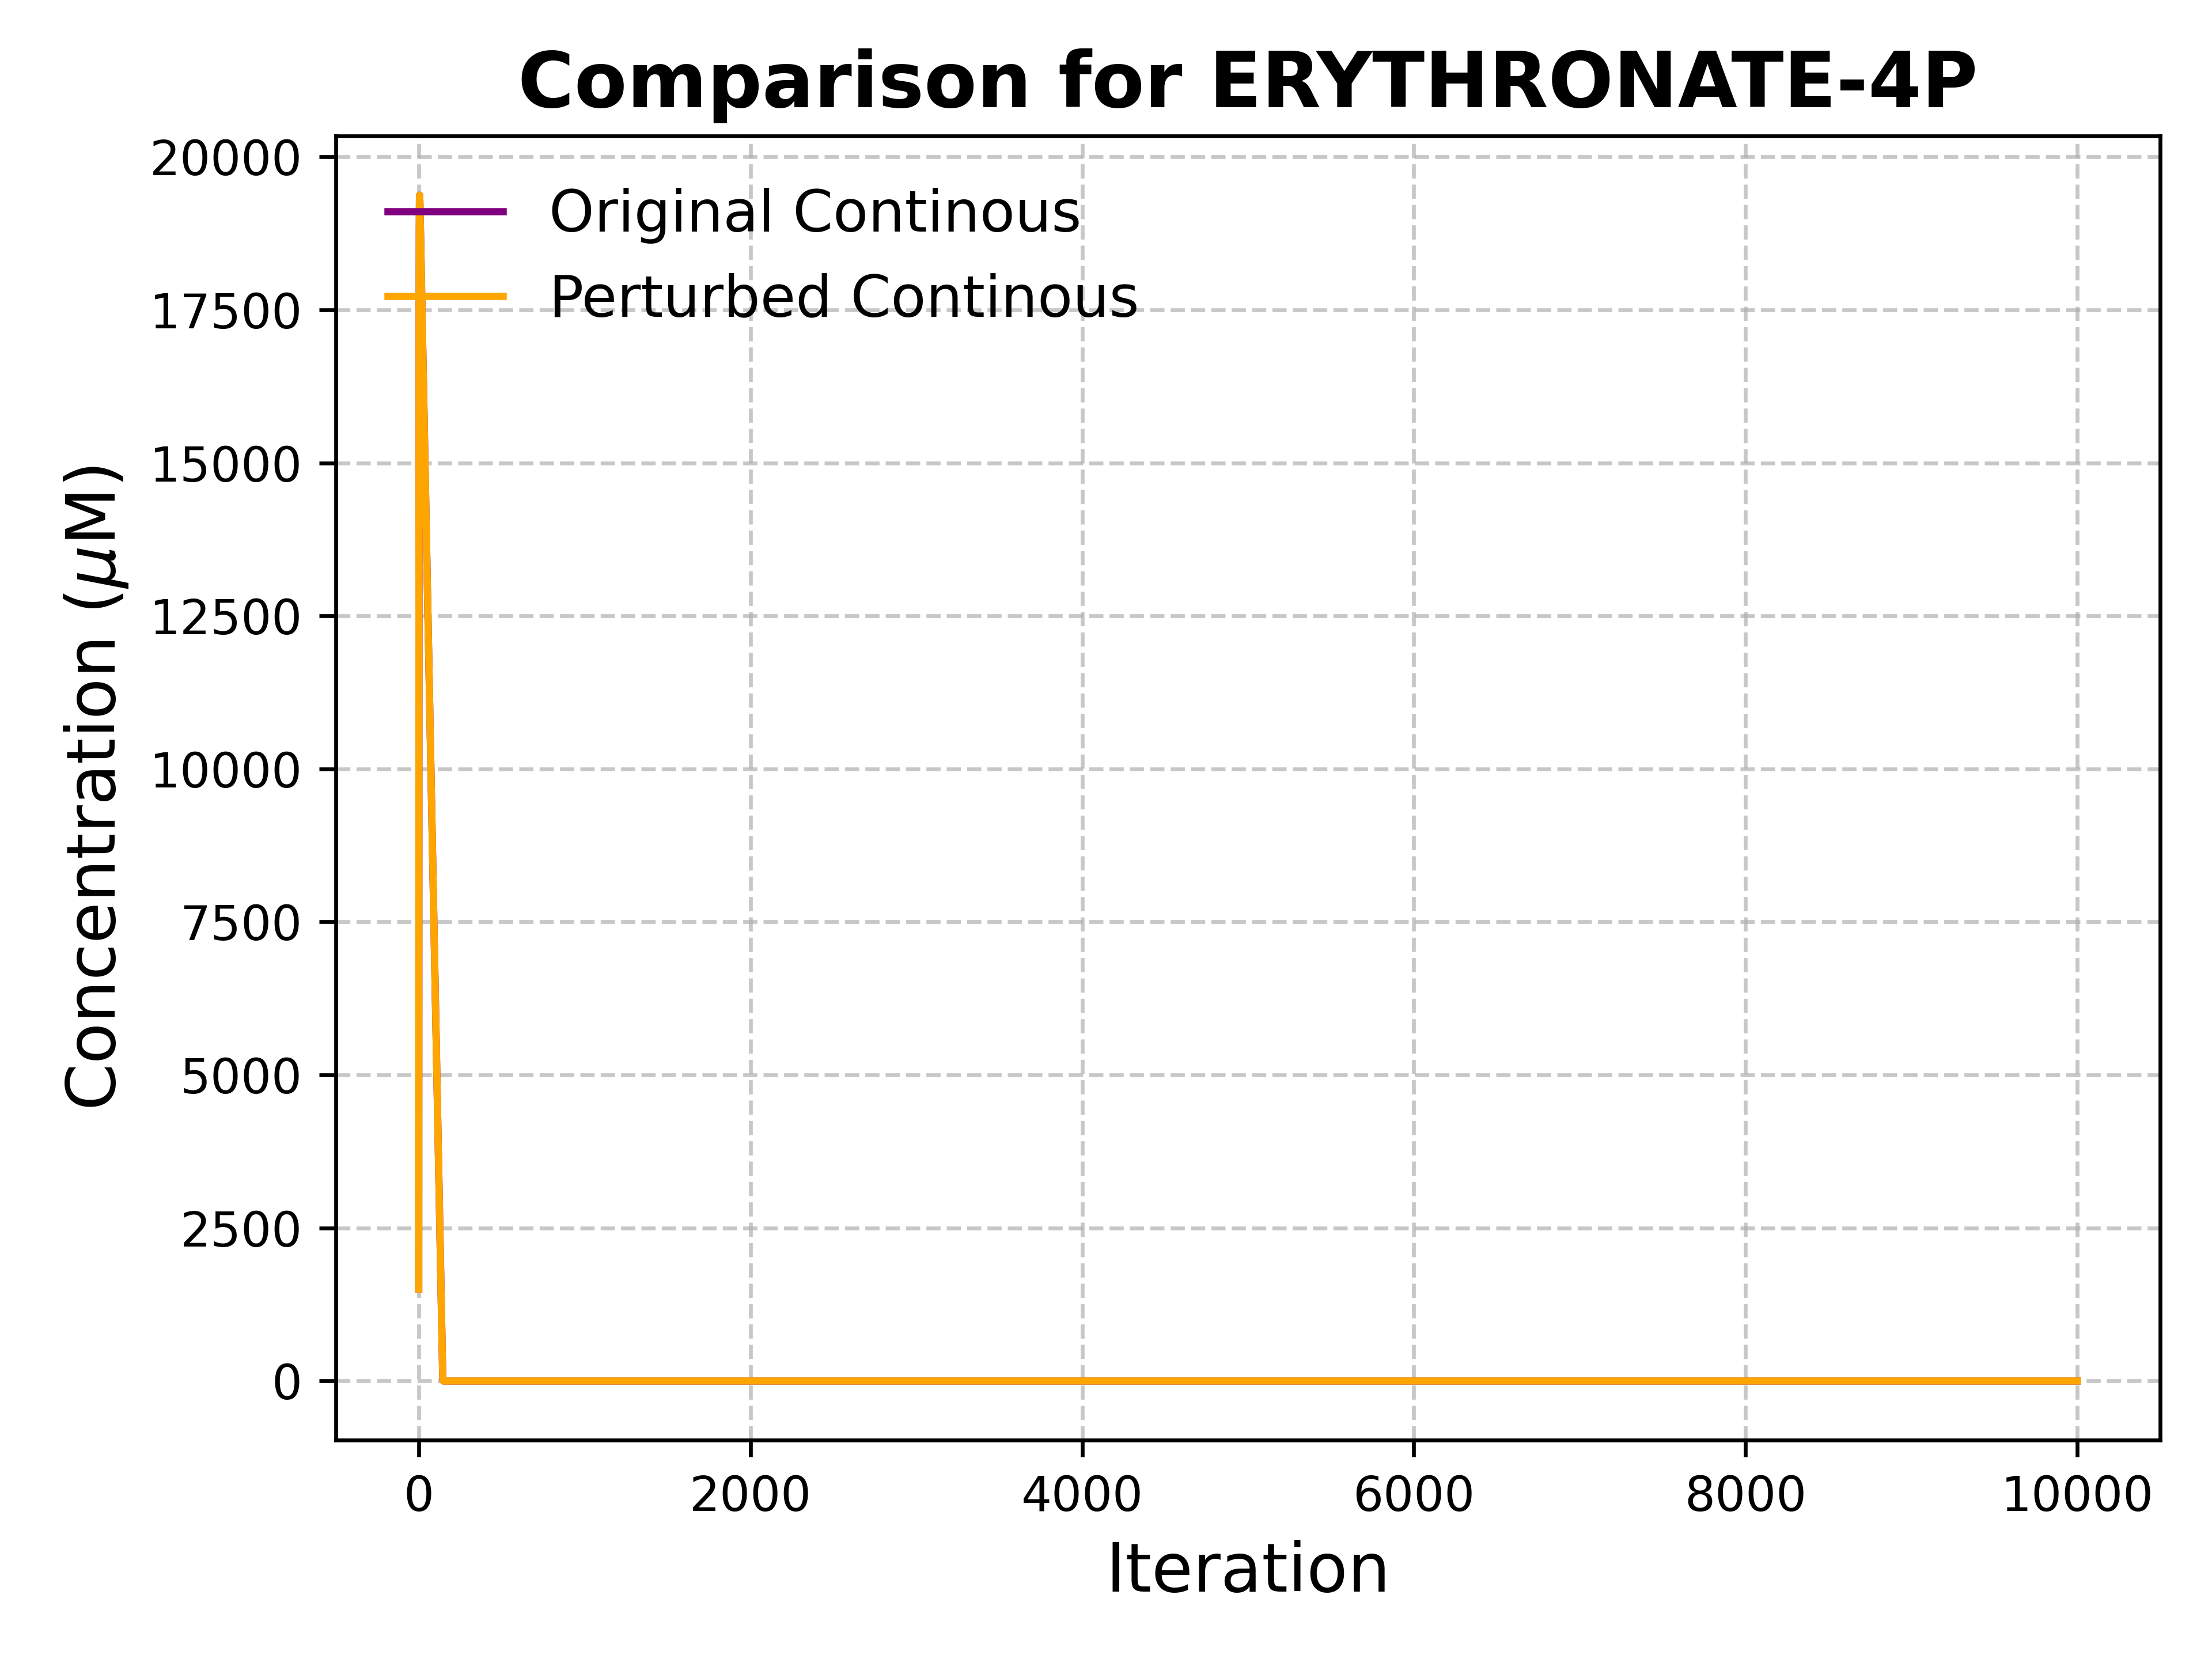 Comparison for ERYTHRONATE-4P
Concentration (μM)
20000
17500
15000
12500
10000
7500
5000
2500
0
Original Continous
Perturbed Continous
0 2000 4000 6000 8000 10000
Iteration